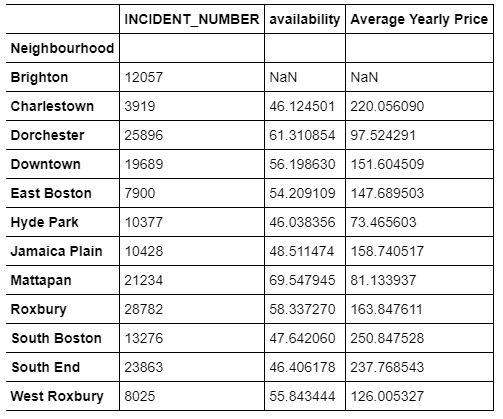 INCIDENT_NUMBER availability Average Yearly Price
Neighbourhood
Brighton 12057 NaN NaN
Charlestown 3919 46.124501 220.056090
Dorchester 25896 61.310854 97.524291
Downtown 19689 56.198630 151.604509
East Boston 7900 54.209109 147.689503
Hyde Park 10377 46.038356 73.465603
Jamaica Plain 10428 48.511474 158.740517
Mattapan 21234 69.547945 81.133937
Roxbury 28782 58.337270 163.847611
South Boston 13276 47.642060 250.847528
South End 23863 46.406178 237.768543
West Roxbury 8025 55.843444 126.005327